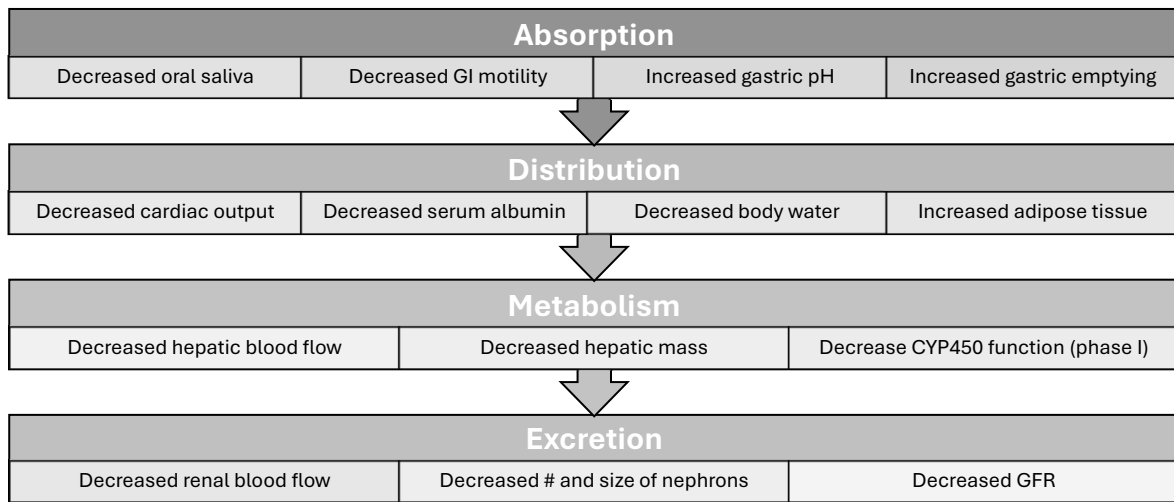 Absorption
Decreased oral saliva
Decreased GI motility
Increased gastric pH
Increased gastric emptying
Distribution
Decreased cardiac output
Decreased serum albumin
Decreased body water
Increased adipose tissue
Metabolism
Decreased hepatic blood flow
Decreased hepatic mass
Decrease CYP450 function (phase I)
Excretion
Decreased renal blood flow
Decreased # and size of nephrons
Decreased GFR